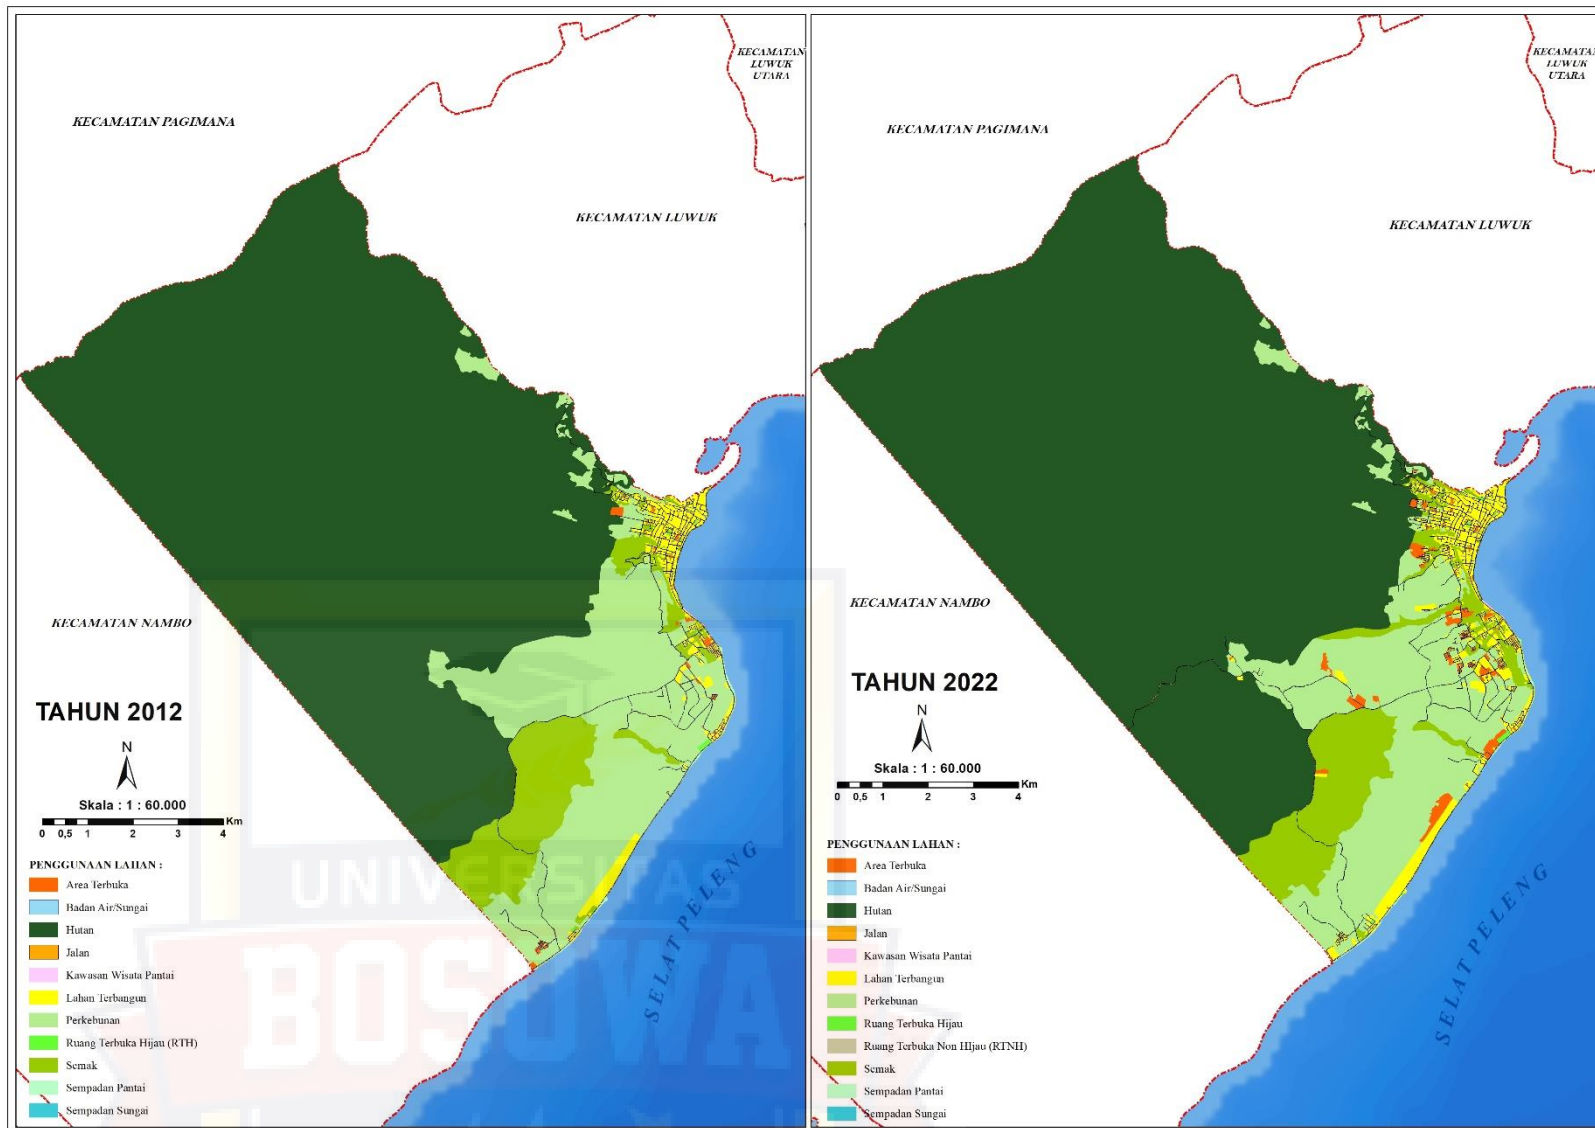 KECAMATAN
LUWUK
UTARA
KECAMATAN PAGIMANA
KECAMATAN LUWUK
KECAMATAN NAMBO
TAHUN 2012
N
Skala : 1 : 60.000
0 0,5 1 2 3 4 Km
PENGGUNAAN LAHAN :
Area Terbuka
Badan Air/Sungai
Hutan
Jalan
Kawasan Wisata Pantai
Lahan Terbangun
Perkebunan
Ruang Terbuka Hijau (RTH)
Semak
Sempadan Pantai
Sempadan Sungai
SELAT PELENG
UNIVERSITAS
BOSOWA
KECAMATAN
LUWUK
UTARA
KECAMATAN PAGIMANA
KECAMATAN LUWUK
KECAMATAN NAMBO
TAHUN 2022
N
Skala : 1 : 60.000
0 0,5 1 2 3 4 Km
PENGGUNAAN LAHAN :
Area Terbuka
Badan Air/Sungai
Hutan
Jalan
Kawasan Wisata Pantai
Lahan Terbangun
Perkebunan
Ruang Terbuka Hijau
Ruang Terbuka Non HIjau (RTNH)
Semak
Sempadan Pantai
Sempadan Sungai
SELAT PELENG